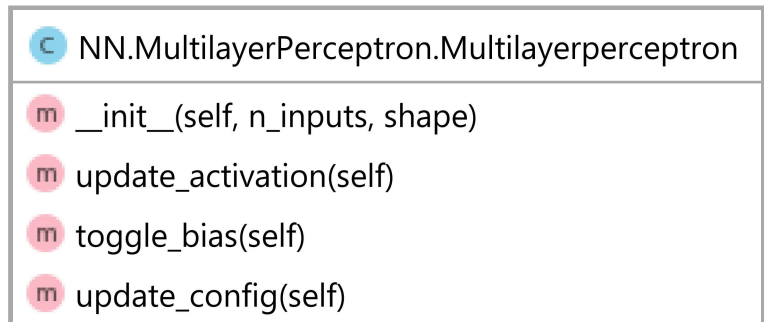 C NN.MultilayerPerceptron.Multilayerperceptron
m __init__(self, n_inputs, shape)
m update_activation(self)
m toggle_bias(self)
m update_config(self)